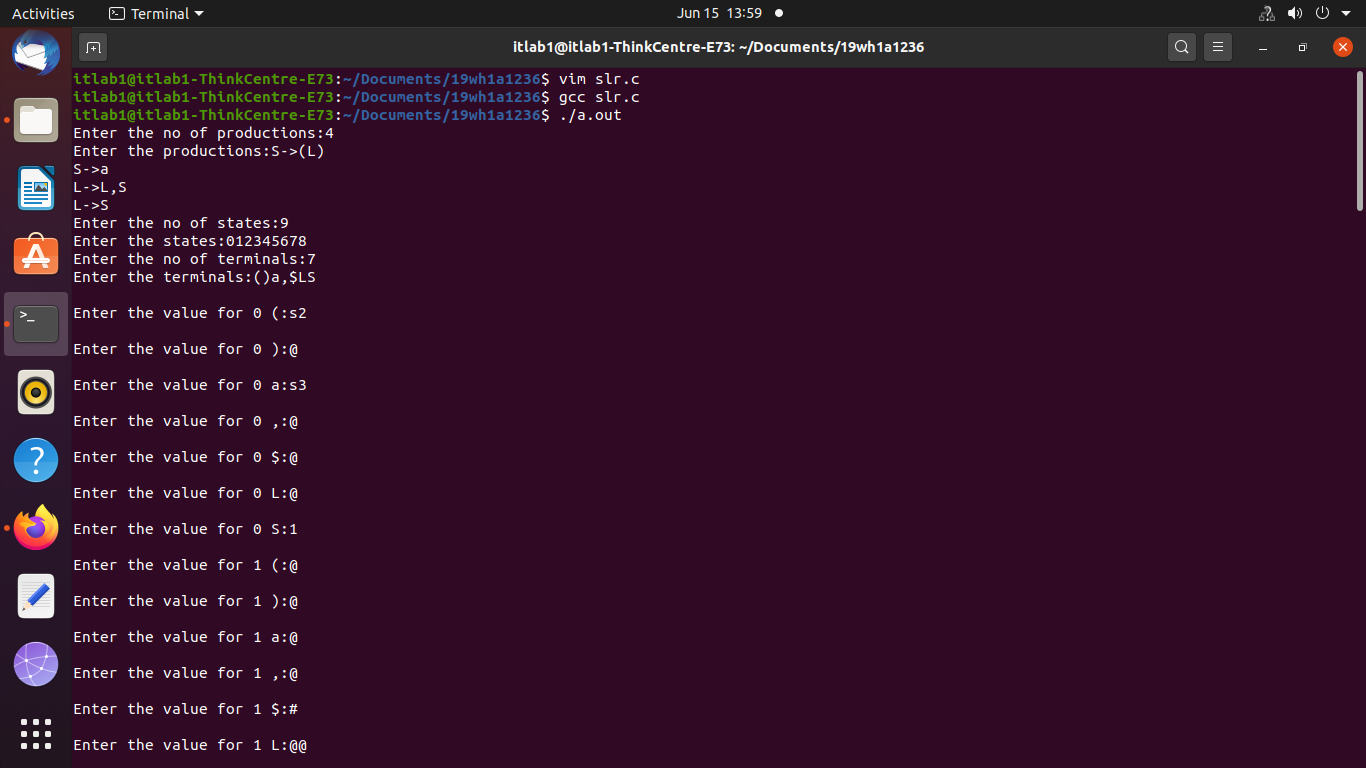 Activities Terminal Jun 15 13:59
itlab1@itlab1-ThinkCentre-E73: ~/Documents/19wh1a1236
itlab1@itlab1-ThinkCentre-E73:~/Documents/19wh1a1236$ vim slr.c
itlab1@itlab1-ThinkCentre-E73:~/Documents/19wh1a1236$ gcc slr.c
itlab1@itlab1-ThinkCentre-E73:~/Documents/19wh1a1236$ ./a.out
Enter the no of productions:4
Enter the productions:S->(L)
S->a
L->L,S
L->S
Enter the no of states:9
Enter the states:012345678
Enter the no of terminals:7
Enter the terminals:()a,$LS
Enter the value for 0 (:s2
Enter the value for 0 ):@
Enter the value for 0 a:s3
Enter the value for 0 ,:@
Enter the value for 0 $:@
Enter the value for 0 L:@
Enter the value for 0 S:1
Enter the value for 1 (:@
Enter the value for 1 ):@
Enter the value for 1 a:@
Enter the value for 1 ,:@
Enter the value for 1 $:#
Enter the value for 1 L:@@